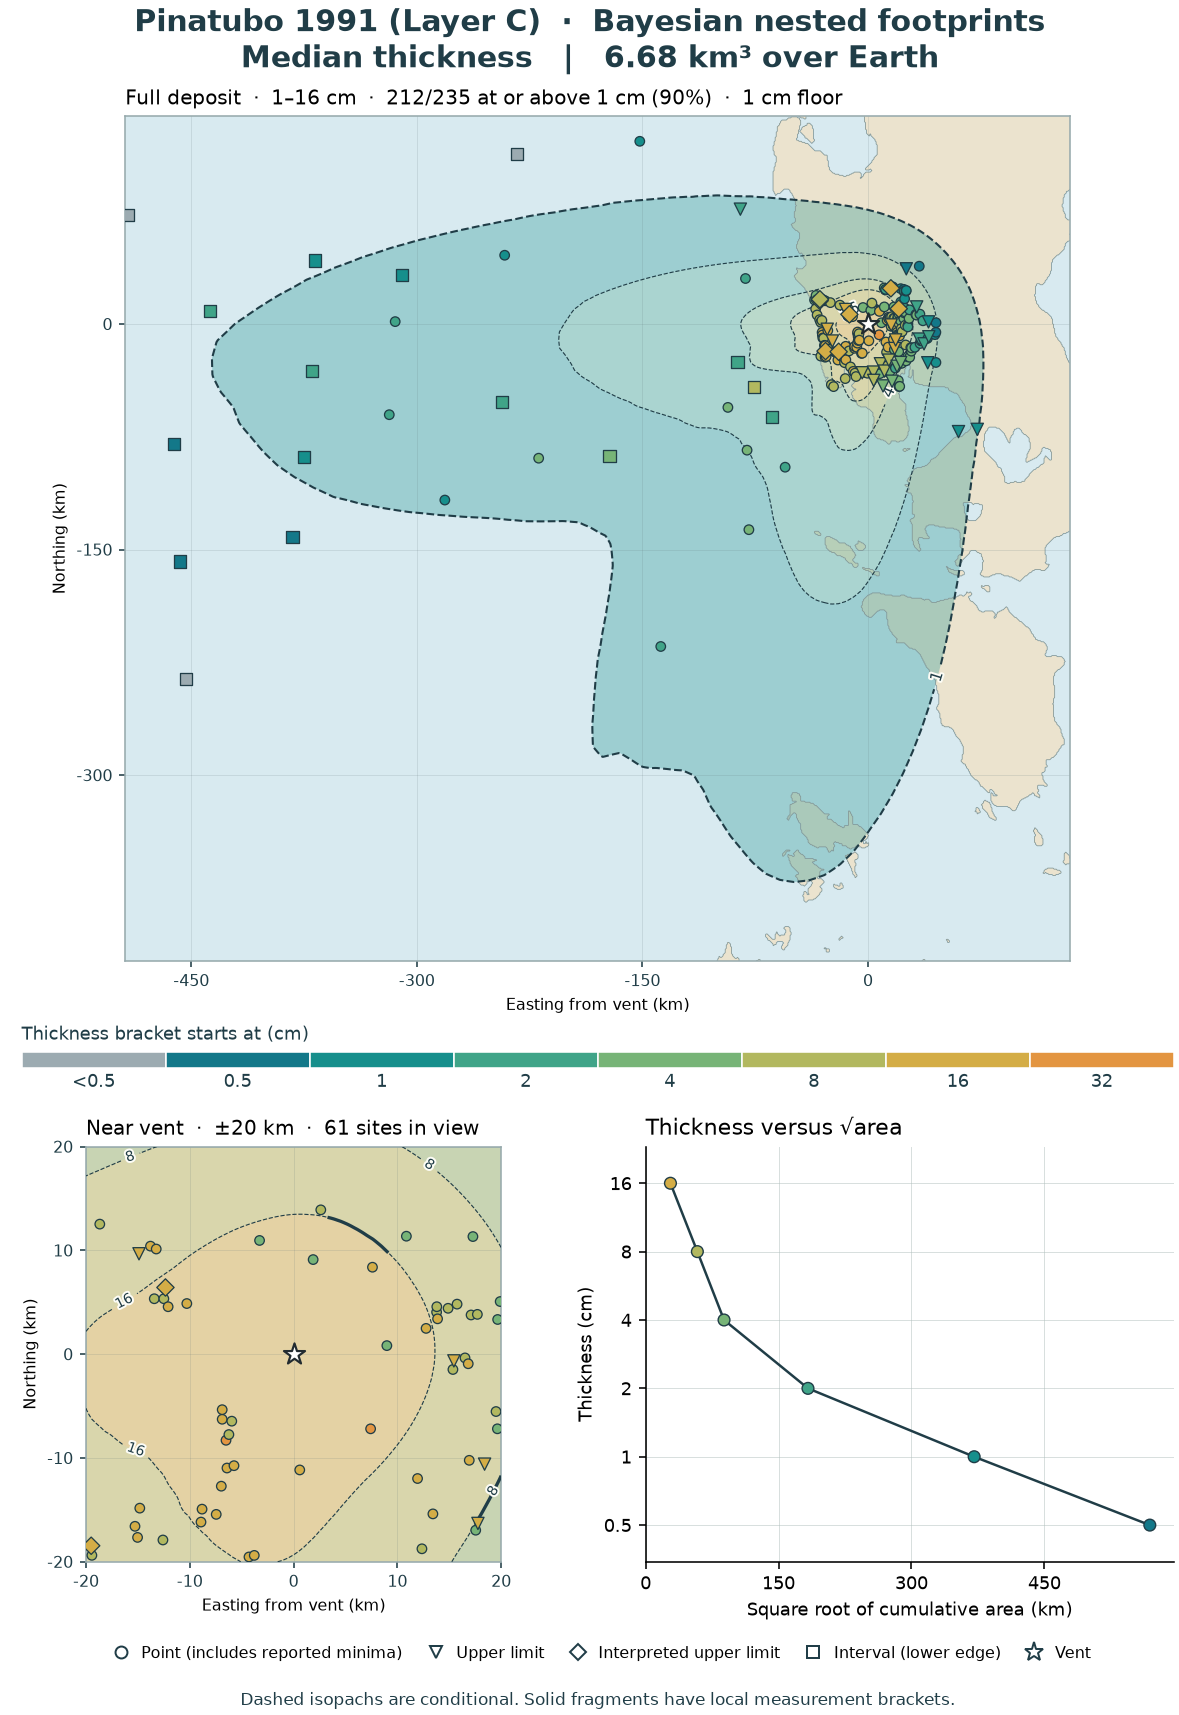 Pinatubo 1991 (Layer C)  ·  Bayesian nested footprints
Median thickness   |   6.68 km³ over Earth
Full deposit  ·  1–16 cm  ·  212/235 at or above 1 cm (90%)  ·  1 cm floor
Northing (km)
0
-150
-300
4
1
-450
-300
-150
0
Easting from vent (km)
Thickness bracket starts at (cm)
<0.5
0.5
1
2
4
8
16
32
Near vent  ·  ±20 km  ·  61 sites in view
Northing (km)
20
10
0
-10
-20
8
8
16
16
8
-20
-10
0
10
20
Easting from vent (km)
Thickness versus √area
Thickness (cm)
16
8
4
2
1
0.5
0
150
300
450
Square root of cumulative area (km)
Point (includes reported minima)
Upper limit
Interpreted upper limit
Interval (lower edge)
Vent
Dashed isopachs are conditional. Solid fragments have local measurement brackets.